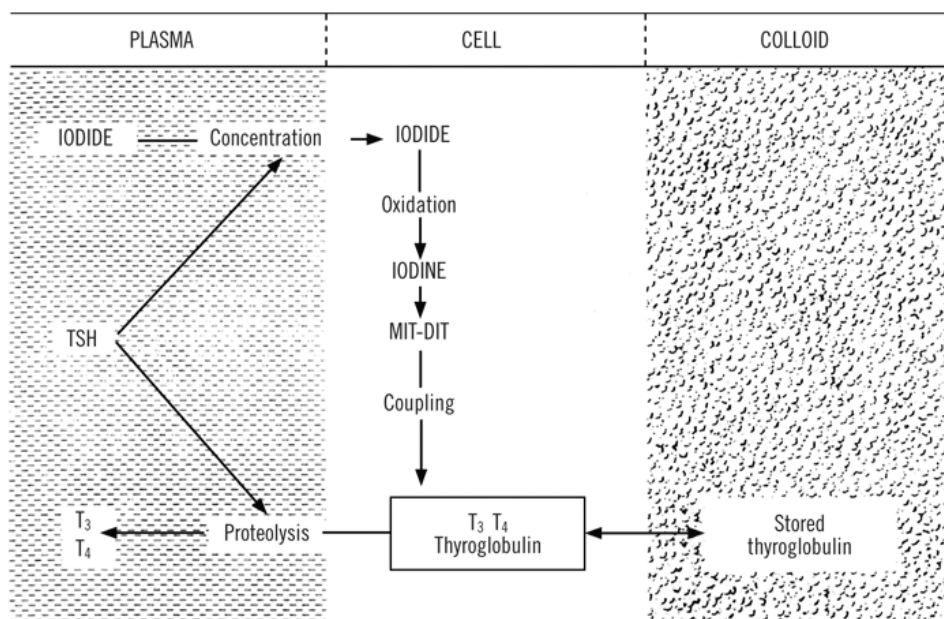 PLASMA
CELL
COLLOID
IODIDE
Concentration
IODIDE
Oxidation
IODINE
TSH
MIT-DIT
Coupling
T₃
T₄
Proteolysis
T₃ T₄
Thyroglobulin
Stored
thyroglobulin